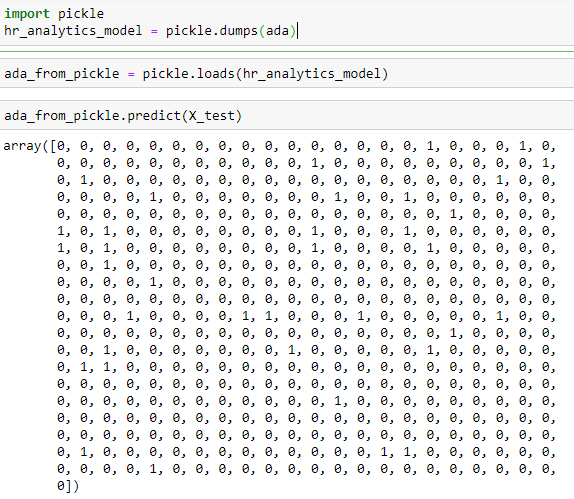 import pickle
hr_analytics_model = pickle.dumps(ada)
ada_from_pickle = pickle.loads(hr_analytics_model)
ada_from_pickle.predict(X_test)
array([0, 0, 0, 0, 0, 0, 0, 0, 0, 0, 0, 0, 0, 0, 0, 0, 1, 0, 0, 0, 1, 0,
0, 0, 0, 0, 0, 0, 0, 0, 0, 0, 0, 1, 0, 0, 0, 0, 0, 0, 0, 0, 0, 1,
0, 1, 0, 0, 0, 0, 0, 0, 0, 0, 0, 0, 0, 0, 0, 0, 0, 0, 0, 1, 0, 0,
0, 0, 0, 0, 1, 0, 0, 0, 0, 0, 0, 0, 1, 0, 0, 1, 0, 0, 0, 0, 0, 0,
0, 0, 0, 0, 0, 0, 0, 0, 0, 0, 0, 0, 0, 0, 0, 0, 0, 1, 0, 0, 0, 0,
1, 0, 1, 0, 0, 0, 0, 0, 0, 0, 0, 1, 0, 0, 0, 1, 0, 0, 0, 0, 0, 0,
1, 0, 1, 0, 0, 0, 0, 0, 0, 0, 0, 1, 0, 0, 0, 0, 1, 0, 0, 0, 0, 0,
0, 0, 1, 0, 0, 0, 0, 0, 0, 0, 0, 0, 0, 0, 0, 0, 0, 0, 0, 0, 0, 0,
0, 0, 0, 0, 1, 0, 0, 0, 0, 0, 0, 0, 0, 0, 0, 0, 0, 0, 0, 0, 0, 0,
0, 0, 0, 0, 0, 0, 0, 0, 0, 0, 0, 0, 0, 0, 0, 0, 0, 0, 0, 0, 0, 0,
0, 0, 0, 1, 0, 0, 0, 0, 1, 1, 0, 0, 0, 1, 0, 0, 0, 0, 0, 1, 0, 0,
0, 0, 0, 0, 0, 0, 0, 0, 0, 0, 0, 0, 0, 0, 0, 0, 0, 1, 0, 0, 0, 0,
0, 0, 1, 0, 0, 0, 0, 0, 0, 0, 1, 0, 0, 0, 0, 0, 1, 0, 0, 0, 0, 0,
0, 1, 1, 0, 0, 0, 0, 0, 0, 0, 0, 0, 0, 0, 0, 0, 0, 0, 0, 0, 0, 0,
0, 0, 0, 0, 0, 0, 0, 0, 0, 0, 0, 0, 0, 0, 0, 0, 0, 0, 0, 0, 0, 0,
0, 0, 0, 0, 0, 0, 0, 0, 0, 0, 0, 0, 1, 0, 0, 0, 0, 0, 0, 0, 0, 0,
0, 0, 0, 0, 0, 0, 0, 0, 0, 0, 0, 0, 0, 0, 0, 0, 0, 0, 0, 0, 0, 0,
0, 0, 0, 0, 0, 0, 0, 0, 0, 0, 0, 0, 0, 0, 0, 0, 0, 0, 0, 0, 0, 0,
0, 1, 0, 0, 0, 0, 0, 0, 0, 0, 0, 0, 0, 0, 1, 1, 0, 0, 0, 0, 0, 0,
0, 0, 0, 0, 1, 0, 0, 0, 0, 0, 0, 0, 0, 0, 0, 0, 0, 0, 0, 0, 0, 0,
0])